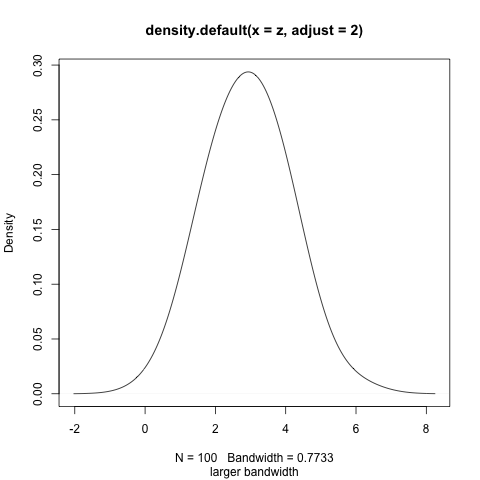 density.default(x = z, adjust = 2)
Density
0.30
0.25
0.20
0.15
0.10
0.05
0.00
-2 0 2 4 6 8
N = 100 Bandwidth = 0.7733
larger bandwidth